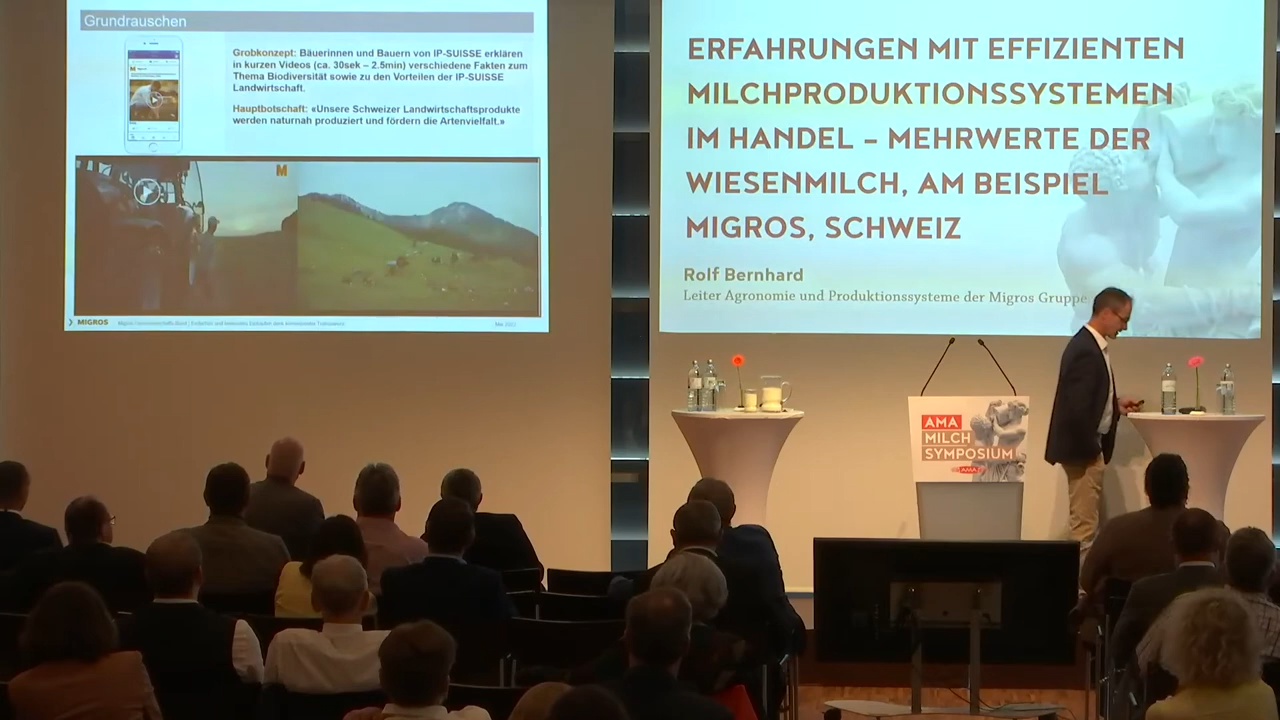 Grundrauschen
Grobkonzept: Bäuerinnen und Bauern von IP-SUISSE erklären
in kurzen Videos (ca. 30sek – 2.5min) verschiedene Fakten zum
Thema Biodiversität sowie zu den Vorteilen der IP-SUISSE
Landwirtschaft.
Hauptbotschaft: «Unsere Schweizer Landwirtschaftsprodukte
werden naturnah produziert und fördern die Artenvielfalt.»
M
MIGROS
ERFAHRUNGEN MIT EFFIZIENTEN
MILCHPRODUKTIONSSYSTEMEN
IM HANDEL – MEHRWERTE DER
WIESENMILCH, AM BEISPIEL
MIGROS, SCHWEIZ
Rolf Bernhard
Leiter Agronomie und Produktionssysteme der Migros Gruppe
AMA
MILCH
SYMPOSIUM
AMA